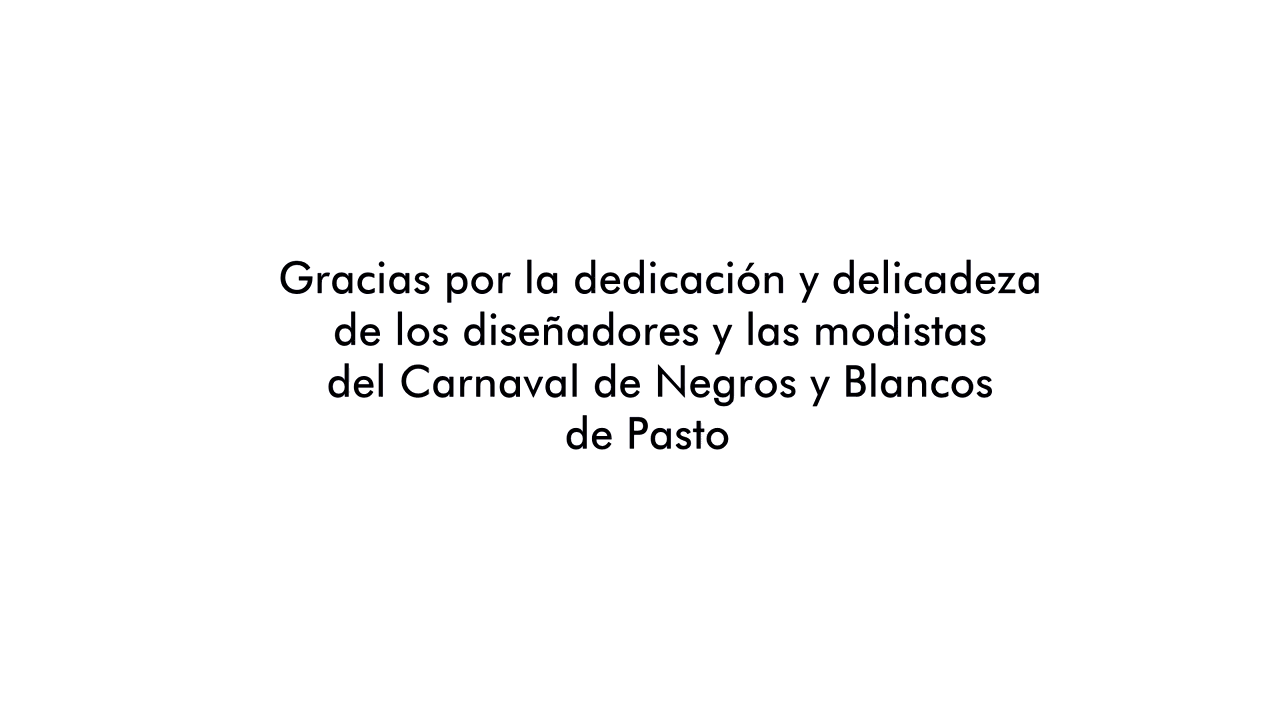 Gracias por la dedicación y delicadeza
de los diseñadores y las modistas
del Carnaval de Negros y Blancos
de Pasto